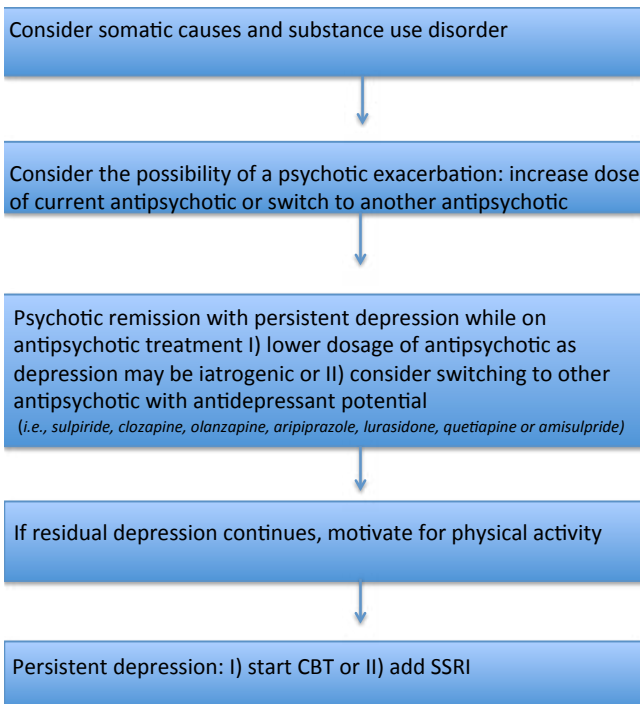 Consider somatic causes and substance use disorder
Consider the possibility of a psychotic exacerbation: increase dose
of current antipsychotic or switch to another antipsychotic
Psychotic remission with persistent depression while on
antipsychotic treatment I) lower dosage of antipsychotic as
depression may be iatrogenic or II) consider switching to other
antipsychotic with antidepressant potential
(i.e., sulpiride, clozapine, olanzapine, aripiprazole, lurasidone, quetiapine or amisulpride)
If residual depression continues, motivate for physical activity
Persistent depression: I) start CBT or II) add SSRI